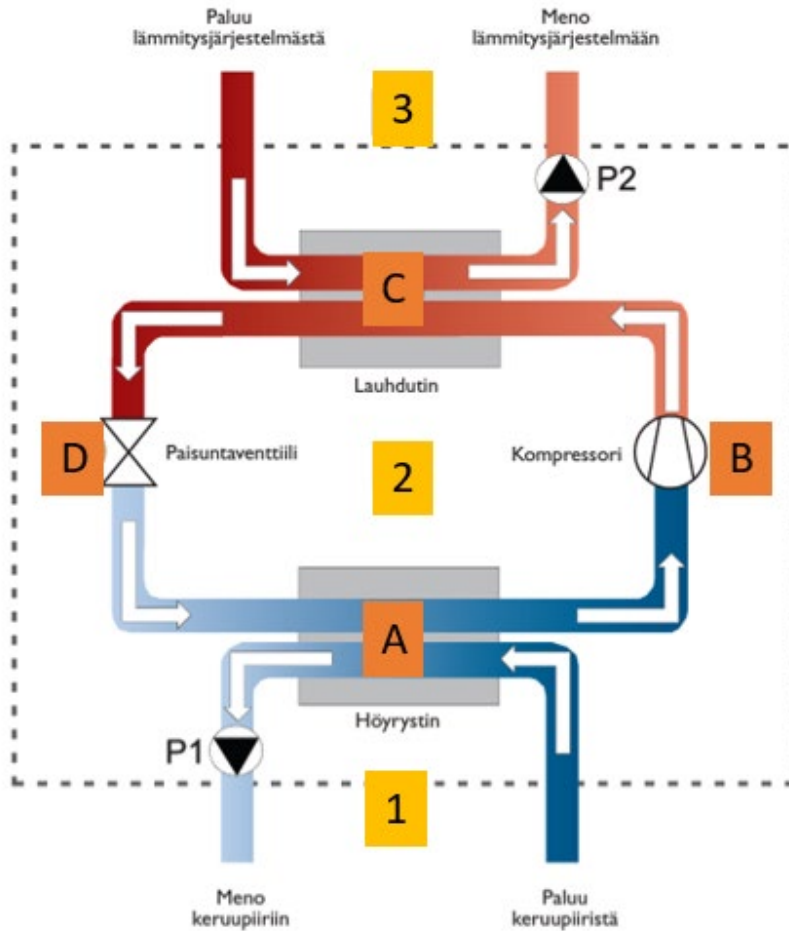 Paluu
lämmitysjärjestelmästä
Meno
lämmitysjärjestelmään
3
P2
C
Lauhdutin
D
Paisuntaventtiili
Kompressori
B
2
A
Höyrystin
P1
1
Meno
keruupiiriin
Paluu
keruupiiristä